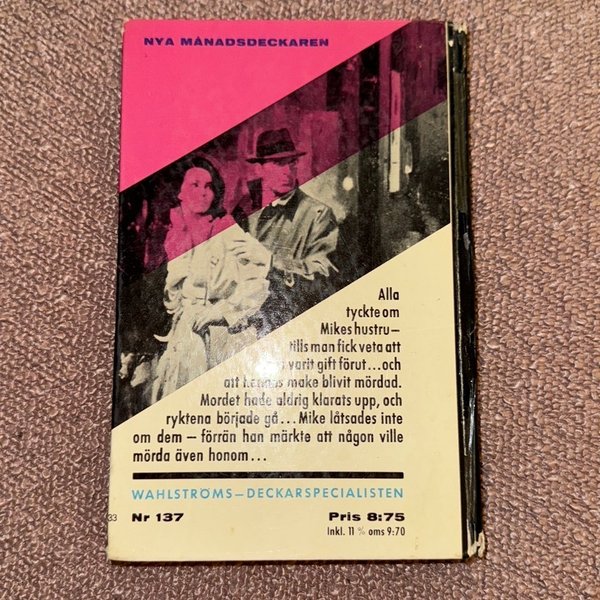 NYA MÅNADSDECKAREN
Alla
tyckte om
Mikes hustru–
tills man fick veta att
varit gift förut...och
att hennes make blivit mördad.
Mordet hade aldrig klarats upp, och
ryktena började gå...Mike låtsades inte
om dem – förrän han märkte att någon ville
mörda även honom...
WAHLSTRÖMS–DECKARSPECIALISTEN
33 Nr 137 Pris 8:75
Inkl. 11 % oms 9:70